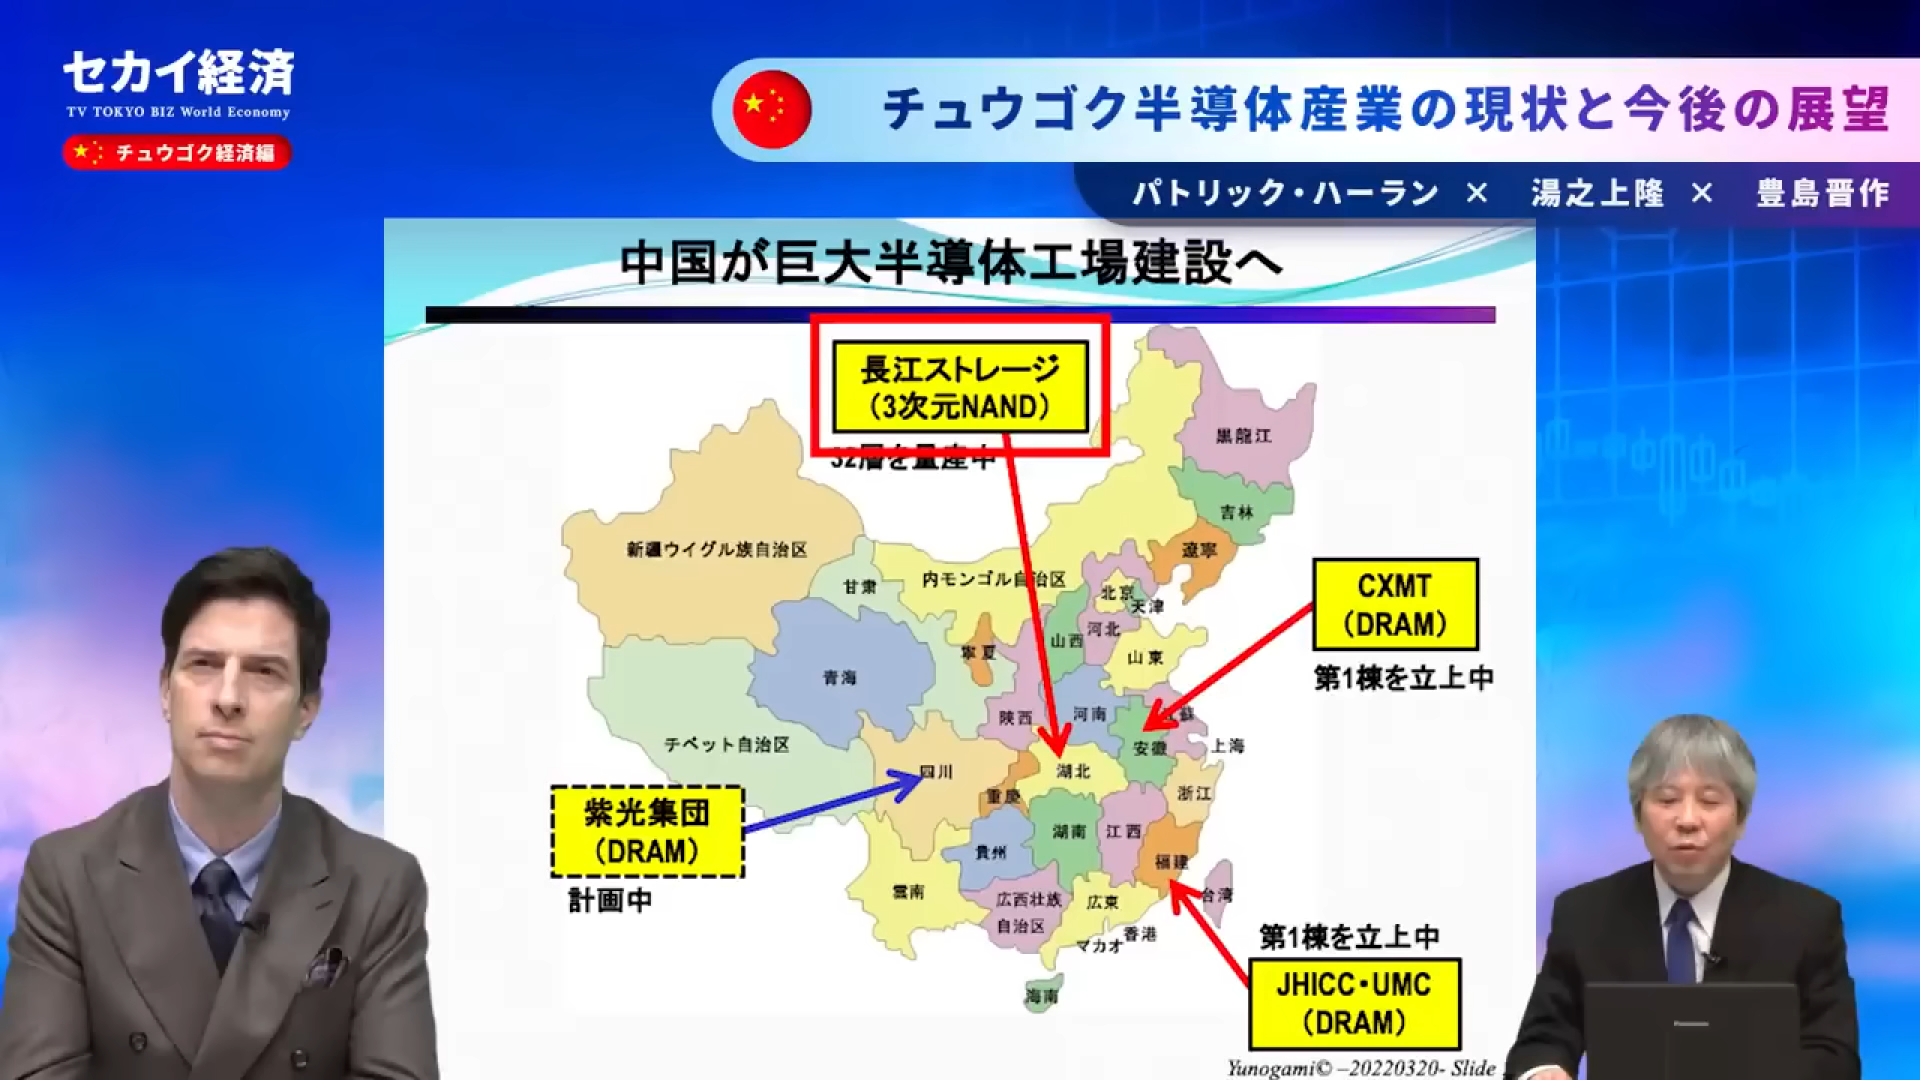 セカイ経済
TV TOKYO BIZ World Economy
チュウゴク経済編
チュウゴク半導体産業の現状と今後の展望
パトリック・ハーラン × 湯之上隆 × 豊島晋作
中国が巨大半導体工場建設へ
長江ストレージ
（3次元NAND）
32層を量産中
黒龍江
吉林
遼寧
新疆ウイグル族自治区
甘粛
内モンゴル自治区
北京
天津
河北
山西
山東
寧夏
青海
陝西
河南
江蘇
安徽
上海
チベット自治区
四川
湖北
重慶
浙江
湖南
江西
貴州
福建
雲南
広西壮族
自治区
広東
台湾
香港
マカオ
海南
CXMT
（DRAM）
第1棟を立上中
紫光集団
（DRAM）
計画中
第1棟を立上中
JHICC・UMC
（DRAM）
Yunogami© –20220320- Slide